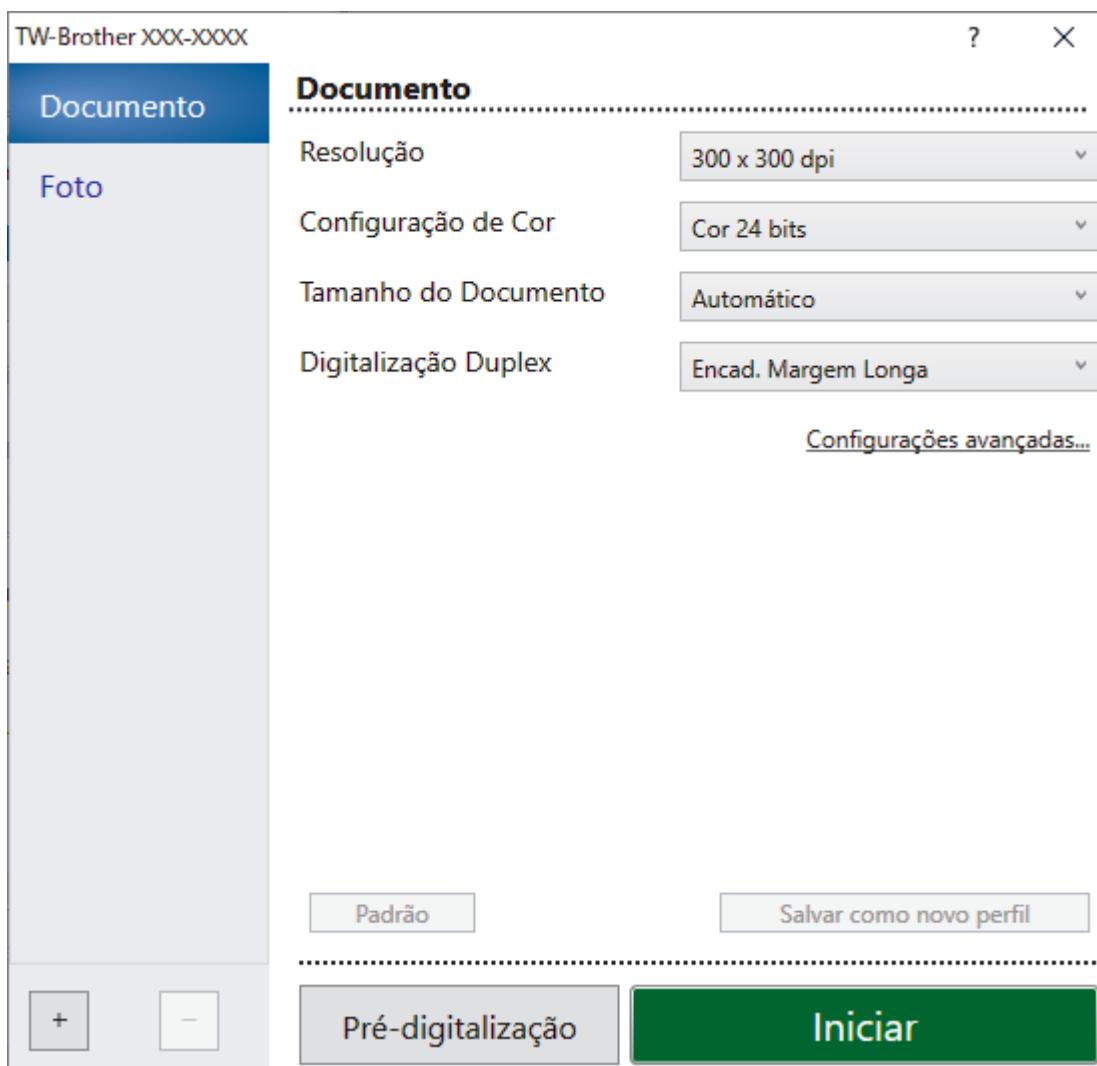 TW-Brother XXX-XXXX ?
Documento
Foto
Documento
Resolução 300 x 300 dpi
Configuração de Cor Cor 24 bits
Tamanho do Documento Automático
Digitalização Duplex Encad. Margem Longa
Configurações avançadas...
Padrão Salvar como novo perfil
+ − Pré-digitalização Iniciar